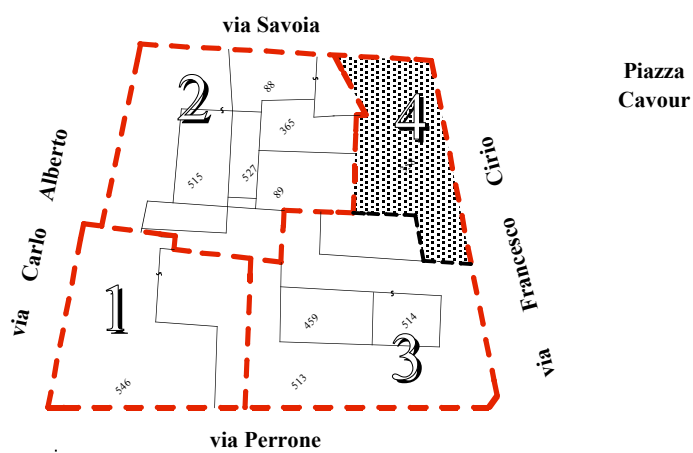 via Savoia
Piazza
Cavour
2
88
s
4
s
365
via Carlo Alberto
515
527
89
via Francesco Cirio
1
s
s
459
514
3
546
513
via Perrone